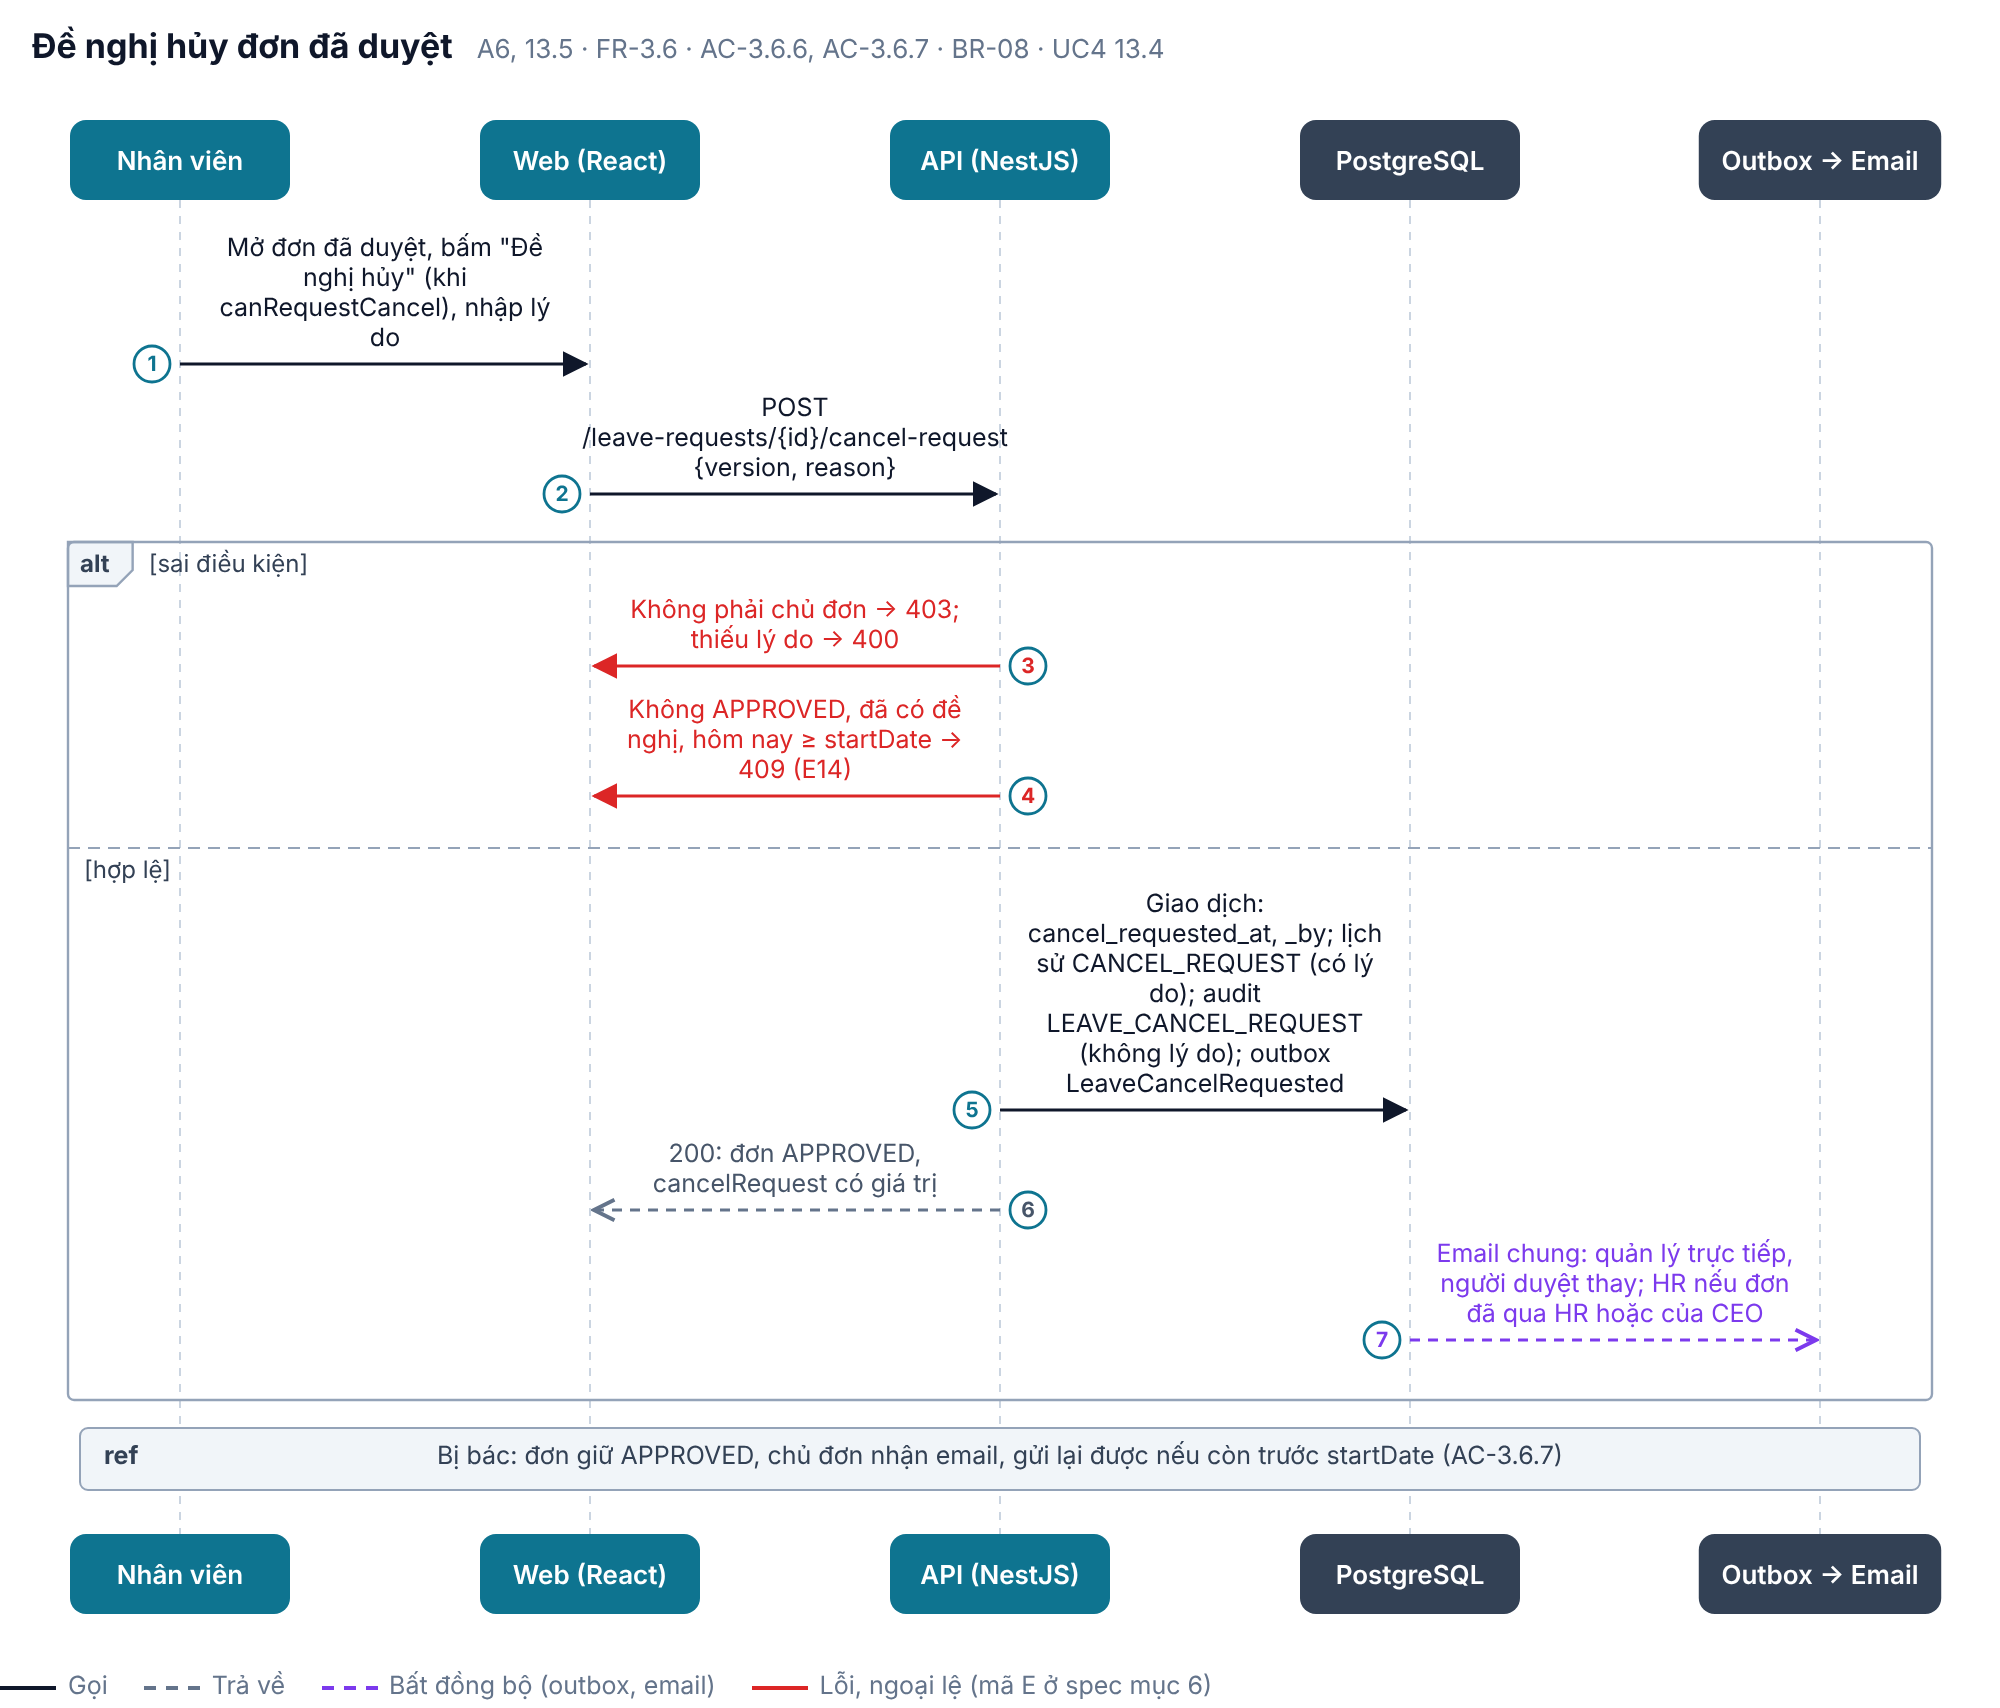 Đề nghị hủy đơn đã duyệt A6, 13.5 · FR-3.6 · AC-3.6.6, AC-3.6.7 · BR-08 · UC4 13.4
Nhân viên
Web (React)
API (NestJS)
PostgreSQL
Outbox → Email
Mở đơn đã duyệt, bấm "Đề
nghị hủy" (khi
canRequestCancel), nhập lý
do
1
POST
/leave-requests/{id}/cancel-request
{version, reason}
2
alt [sai điều kiện]
Không phải chủ đơn → 403;
thiếu lý do → 400
3
Không APPROVED, đã có đề
nghị, hôm nay ≥ startDate →
409 (E14)
4
[hợp lệ]
Giao dịch:
cancel_requested_at, _by; lịch
sử CANCEL_REQUEST (có lý
do); audit
LEAVE_CANCEL_REQUEST
(không lý do); outbox
LeaveCancelRequested
5
200: đơn APPROVED,
cancelRequest có giá trị
6
Email chung: quản lý trực tiếp,
người duyệt thay; HR nếu đơn
đã qua HR hoặc của CEO
7
ref Bị bác: đơn giữ APPROVED, chủ đơn nhận email, gửi lại được nếu còn trước startDate (AC-3.6.7)
Nhân viên
Web (React)
API (NestJS)
PostgreSQL
Outbox → Email
Gọi
Trả về
Bất đồng bộ (outbox, email)
Lỗi, ngoại lệ (mã E ở spec mục 6)